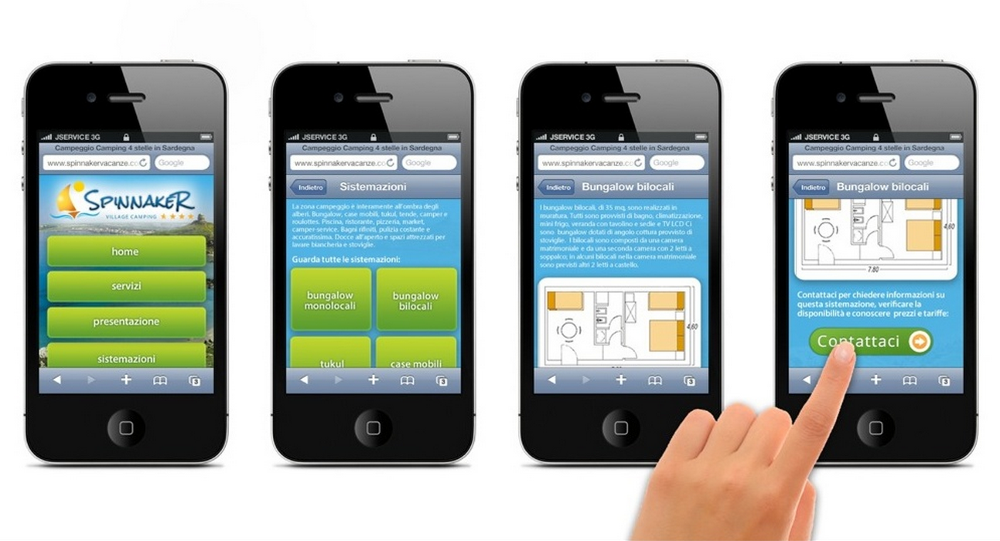 JSERVICE 3G
Campeggio Camping 4 stelle in Sardegna
www.spinnakervacanze.co
Google
SPINNAKER
VILLAGE CAMPING
home
servizi
presentazione
sistemazioni
3
JSERVICE 3G
Campeggio Camping 4 stelle in Sardegna
www.spinnakervacanze.co
Google
Indietro
Sistemazioni
La zona campeggio è interamente all'ombra degli
alberi. Bungalow, case mobili, tukul, tende, camper e
roulottes. Piscina, ristorante, pizzeria, market,
camper-service. Bagni rifiniti, pulizia costante e
accuratissima. Docce all'aperto e spazi attrezzati per
lavare biancheria e stoviglie.
Guarda tutte le sistemazioni:
bungalow
monolocali
bungalow
bilocali
tukul
case mobili
3
JSERVICE 3G
Campeggio Camping 4 stelle in Sardegna
www.spinnakervacanze.co
Google
Indietro
Bungalow bilocali
I bungalow bilocali, di 35 mq, sono realizzati in
muratura. Tutti sono provvisti di bagno, climatizzazione,
mini frigo, veranda con tavolino e sedie e TV LCD Ci
sono bungalow dotati di angolo cottura provvisto di
stoviglie. I bilocali sono composti da una camera
matrimoniale e da una seconda camera con 2 letti a
soppalco; in alcuni bilocali nella camera matrimoniale
sono previsti altri 2 letti a castello.
4,60
3
JSERVICE 3G
Campeggio Camping 4 stelle in Sardegna
www.spinnakervacanze.co
Google
Indietro
Bungalow bilocali
4,60
7.80
Contattaci per chiedere informazioni su
questa sistemazione, verificare la
disponibilità e conoscere prezzi e tariffe:
Contattaci
3